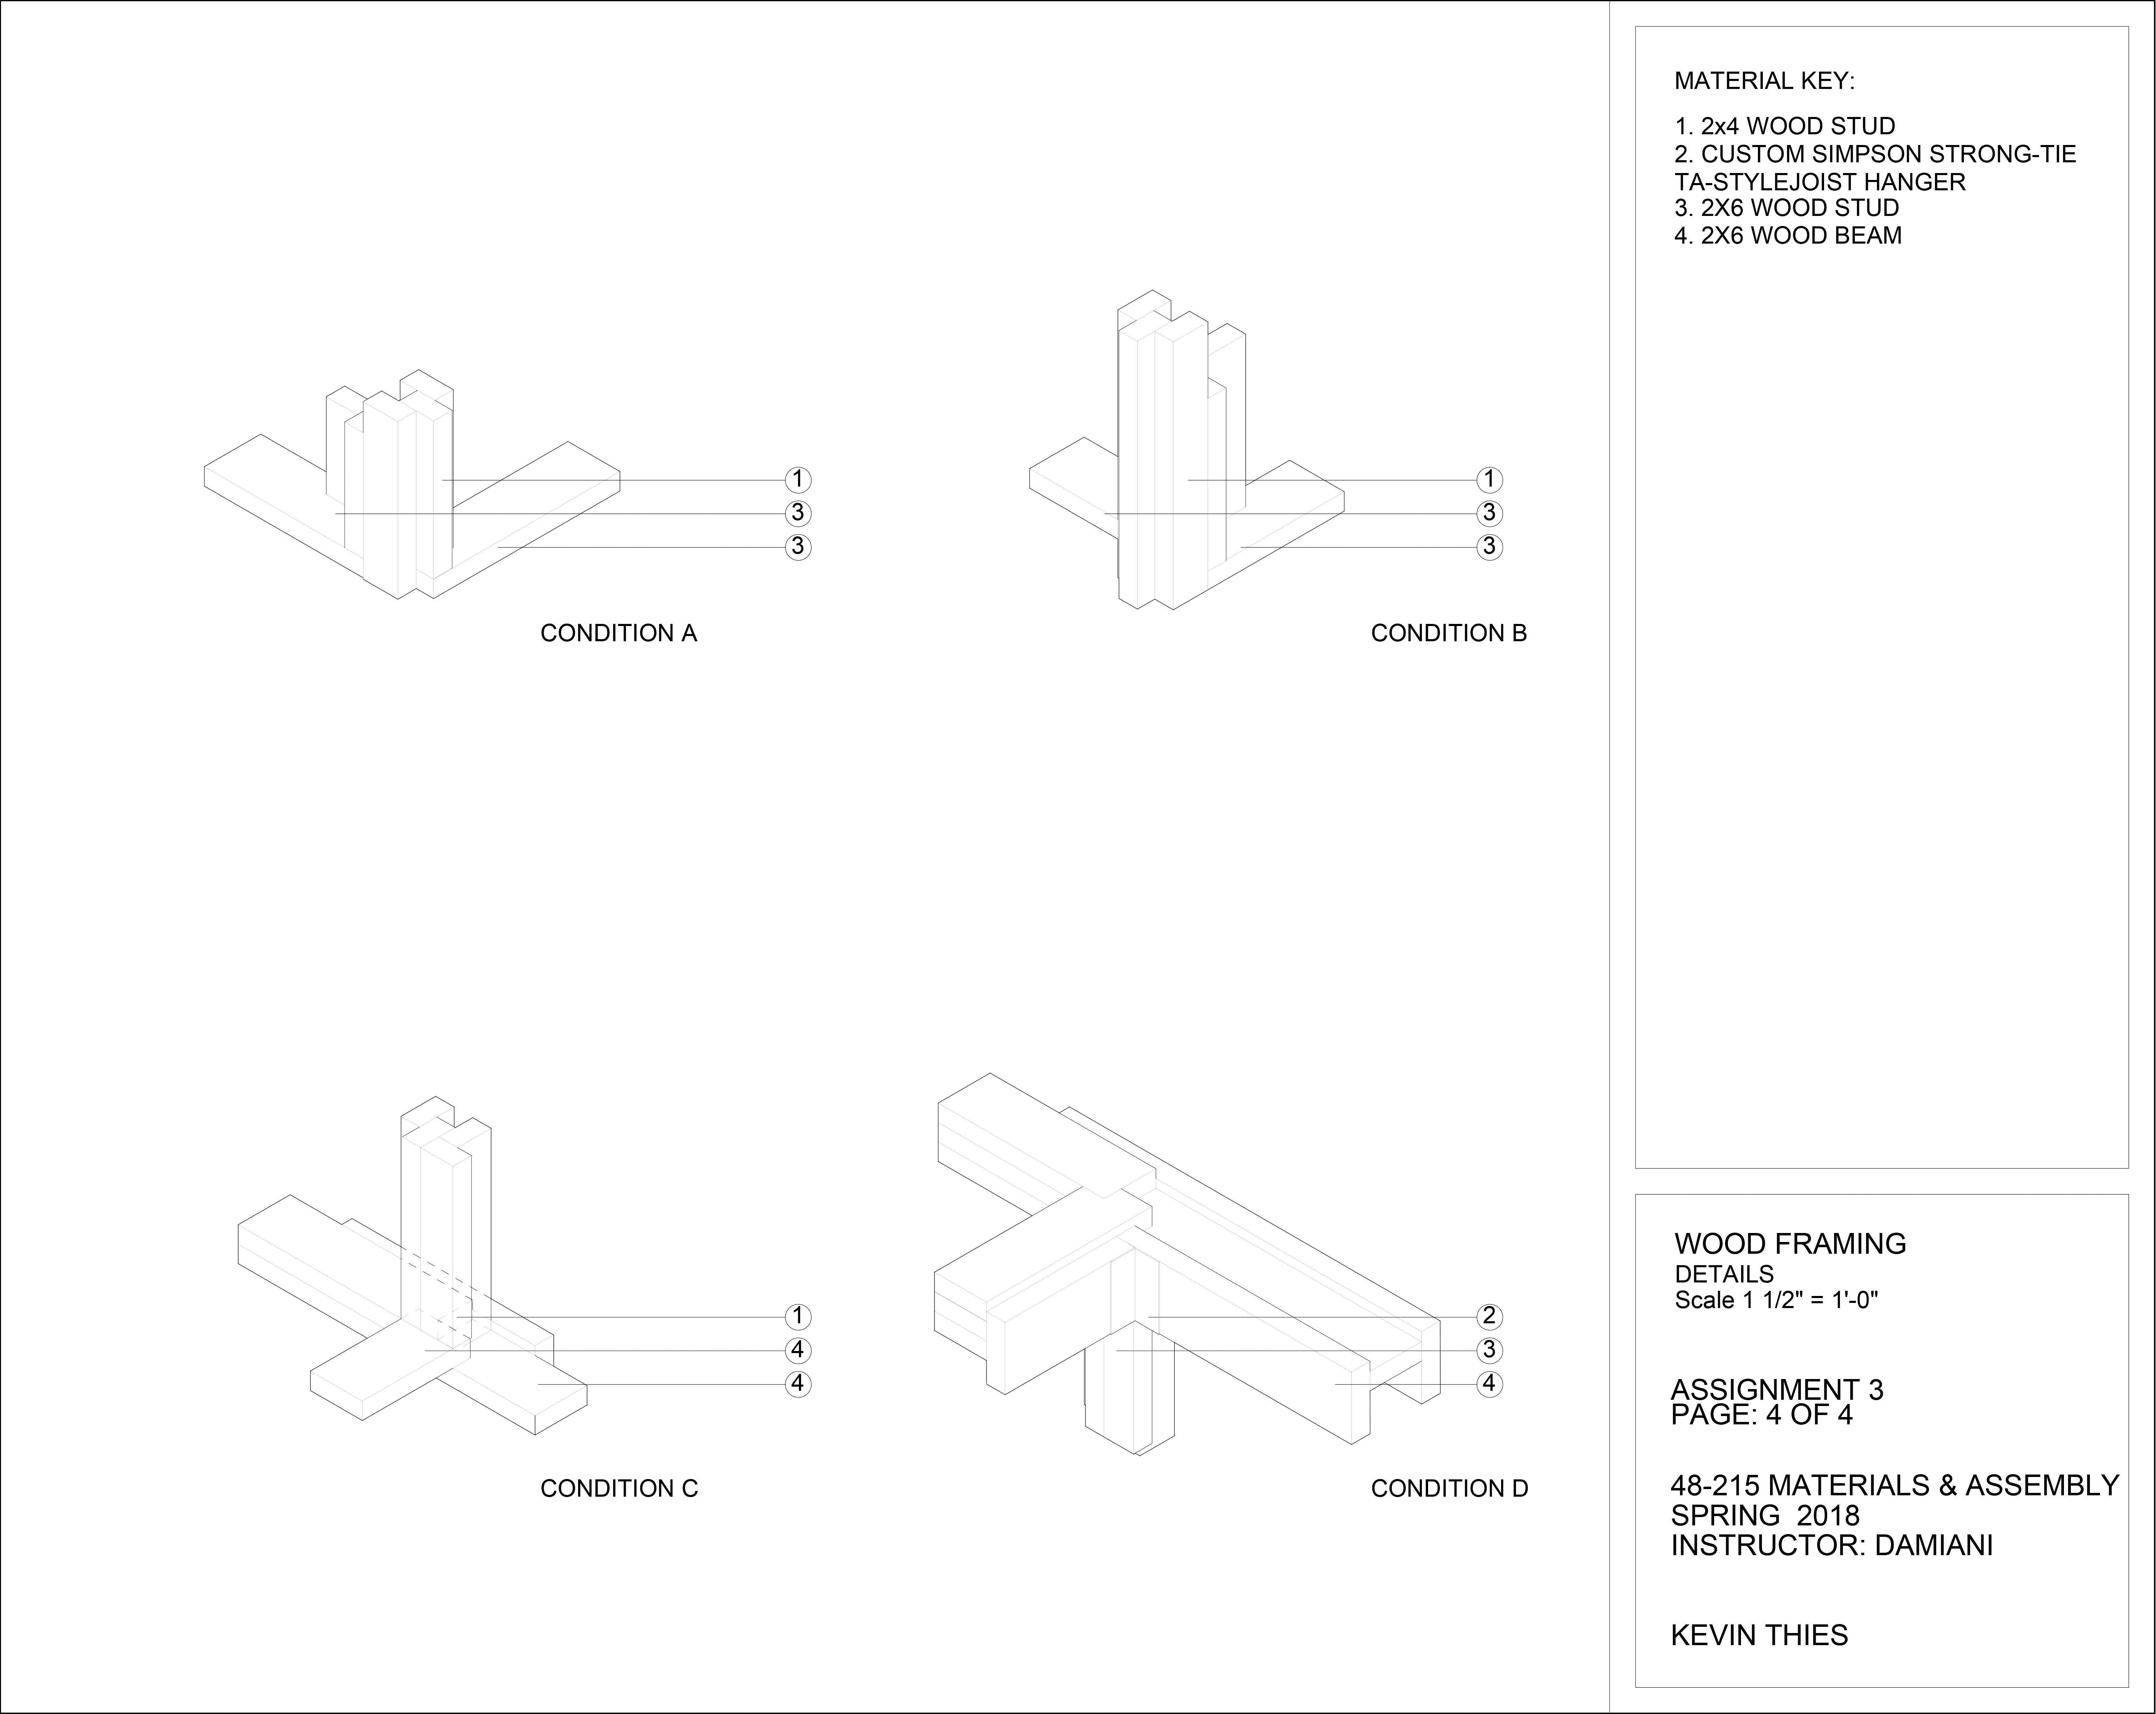 MATERIAL KEY:
1. 2x4 WOOD STUD
2. CUSTOM SIMPSON STRONG-TIE
TA-STYLEJOIST HANGER
3. 2X6 WOOD STUD
4. 2X6 WOOD BEAM
1
3
3
CONDITION A
1
3
3
CONDITION B
1
4
4
CONDITION C
2
3
4
CONDITION D
WOOD FRAMING
DETAILS
Scale 1 1/2" = 1'-0"
ASSIGNMENT 3
PAGE: 4 OF 4
48-215 MATERIALS & ASSEMBLY
SPRING  2018
INSTRUCTOR: DAMIANI
KEVIN THIES